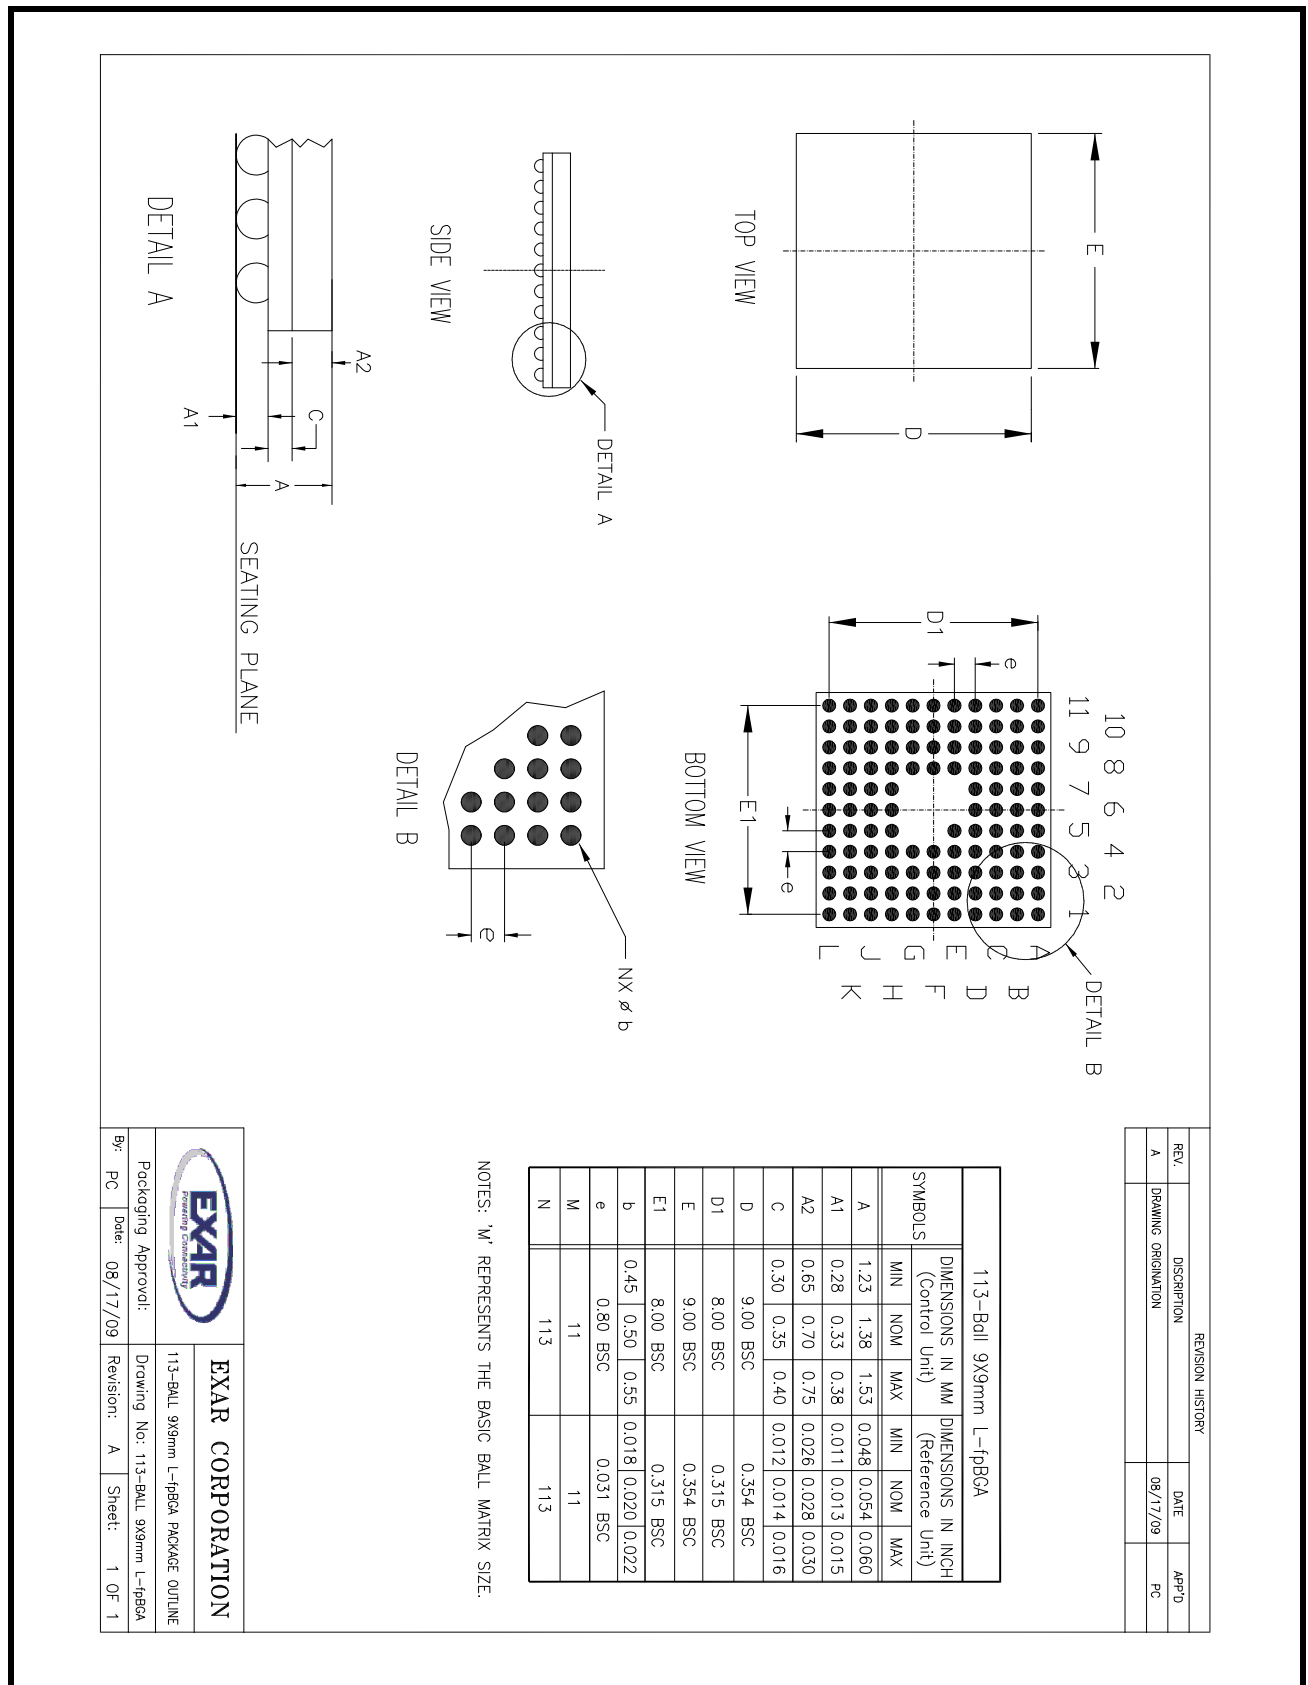 TOP VIEW
E
D
SIDE VIEW
DETAIL A
DETAIL A
A2
C
A1
A
SEATING PLANE
BOTTOM VIEW
D1
e
E1
e
11 9 7 5 3 1
10 8 6 4 2
A C E G J L
B D F H K
DETAIL B
DETAIL B
e
NX ø b
REVISION HISTORY
REV. DISCRIPTION DATE APP'D
A DRAWING ORIGINATION 08/17/09 PC
113-Ball 9X9mm L-fpBGA
SYMBOLS DIMENSIONS IN MM (Control Unit) DIMENSIONS IN INCH (Reference Unit)
MIN NOM MAX MIN NOM MAX
A 1.23 1.38 1.53 0.048 0.054 0.060
A1 0.28 0.33 0.38 0.011 0.013 0.015
A2 0.65 0.70 0.75 0.026 0.028 0.030
C 0.30 0.35 0.40 0.012 0.014 0.016
D 9.00 BSC 0.354 BSC
D1 8.00 BSC 0.315 BSC
E 9.00 BSC 0.354 BSC
E1 8.00 BSC 0.315 BSC
b 0.45 0.50 0.55 0.018 0.020 0.022
e 0.80 BSC 0.031 BSC
M 11 11
N 113 113
NOTES: 'M' REPRESENTS THE BASIC BALL MATRIX SIZE.
EXAR
Powering Connectivity
EXAR CORPORATION
113-BALL 9X9mm L-fpBGA PACKAGE OUTLINE
Packaging Approval:
Drawing No: 113-BALL 9X9mm L-fpBGA
By: PC Date: 08/17/09 Revision: A Sheet: 1 OF 1